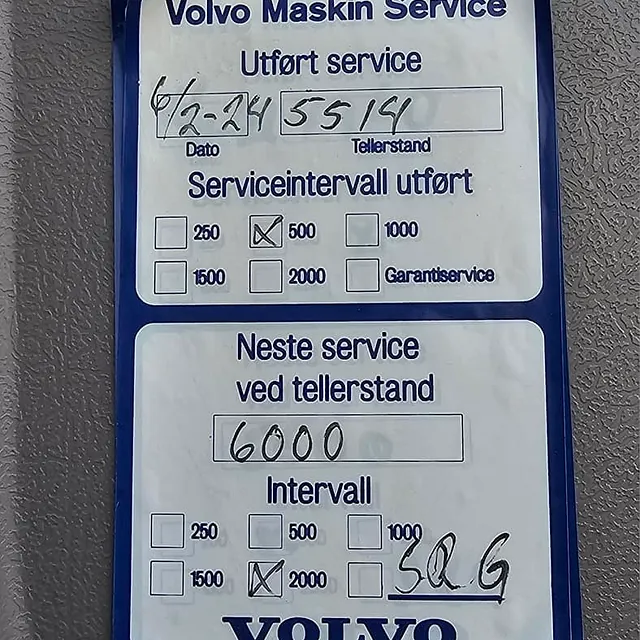 Volvo Maskin Service
Utført service
6/2-24 5514
Dato Tellerstand
Serviceintervall utført
250 500 1000
1500 2000 Garantiservice
Neste service
ved tellerstand
6000
Intervall
250 500 1000
1500 2000
VOLVO